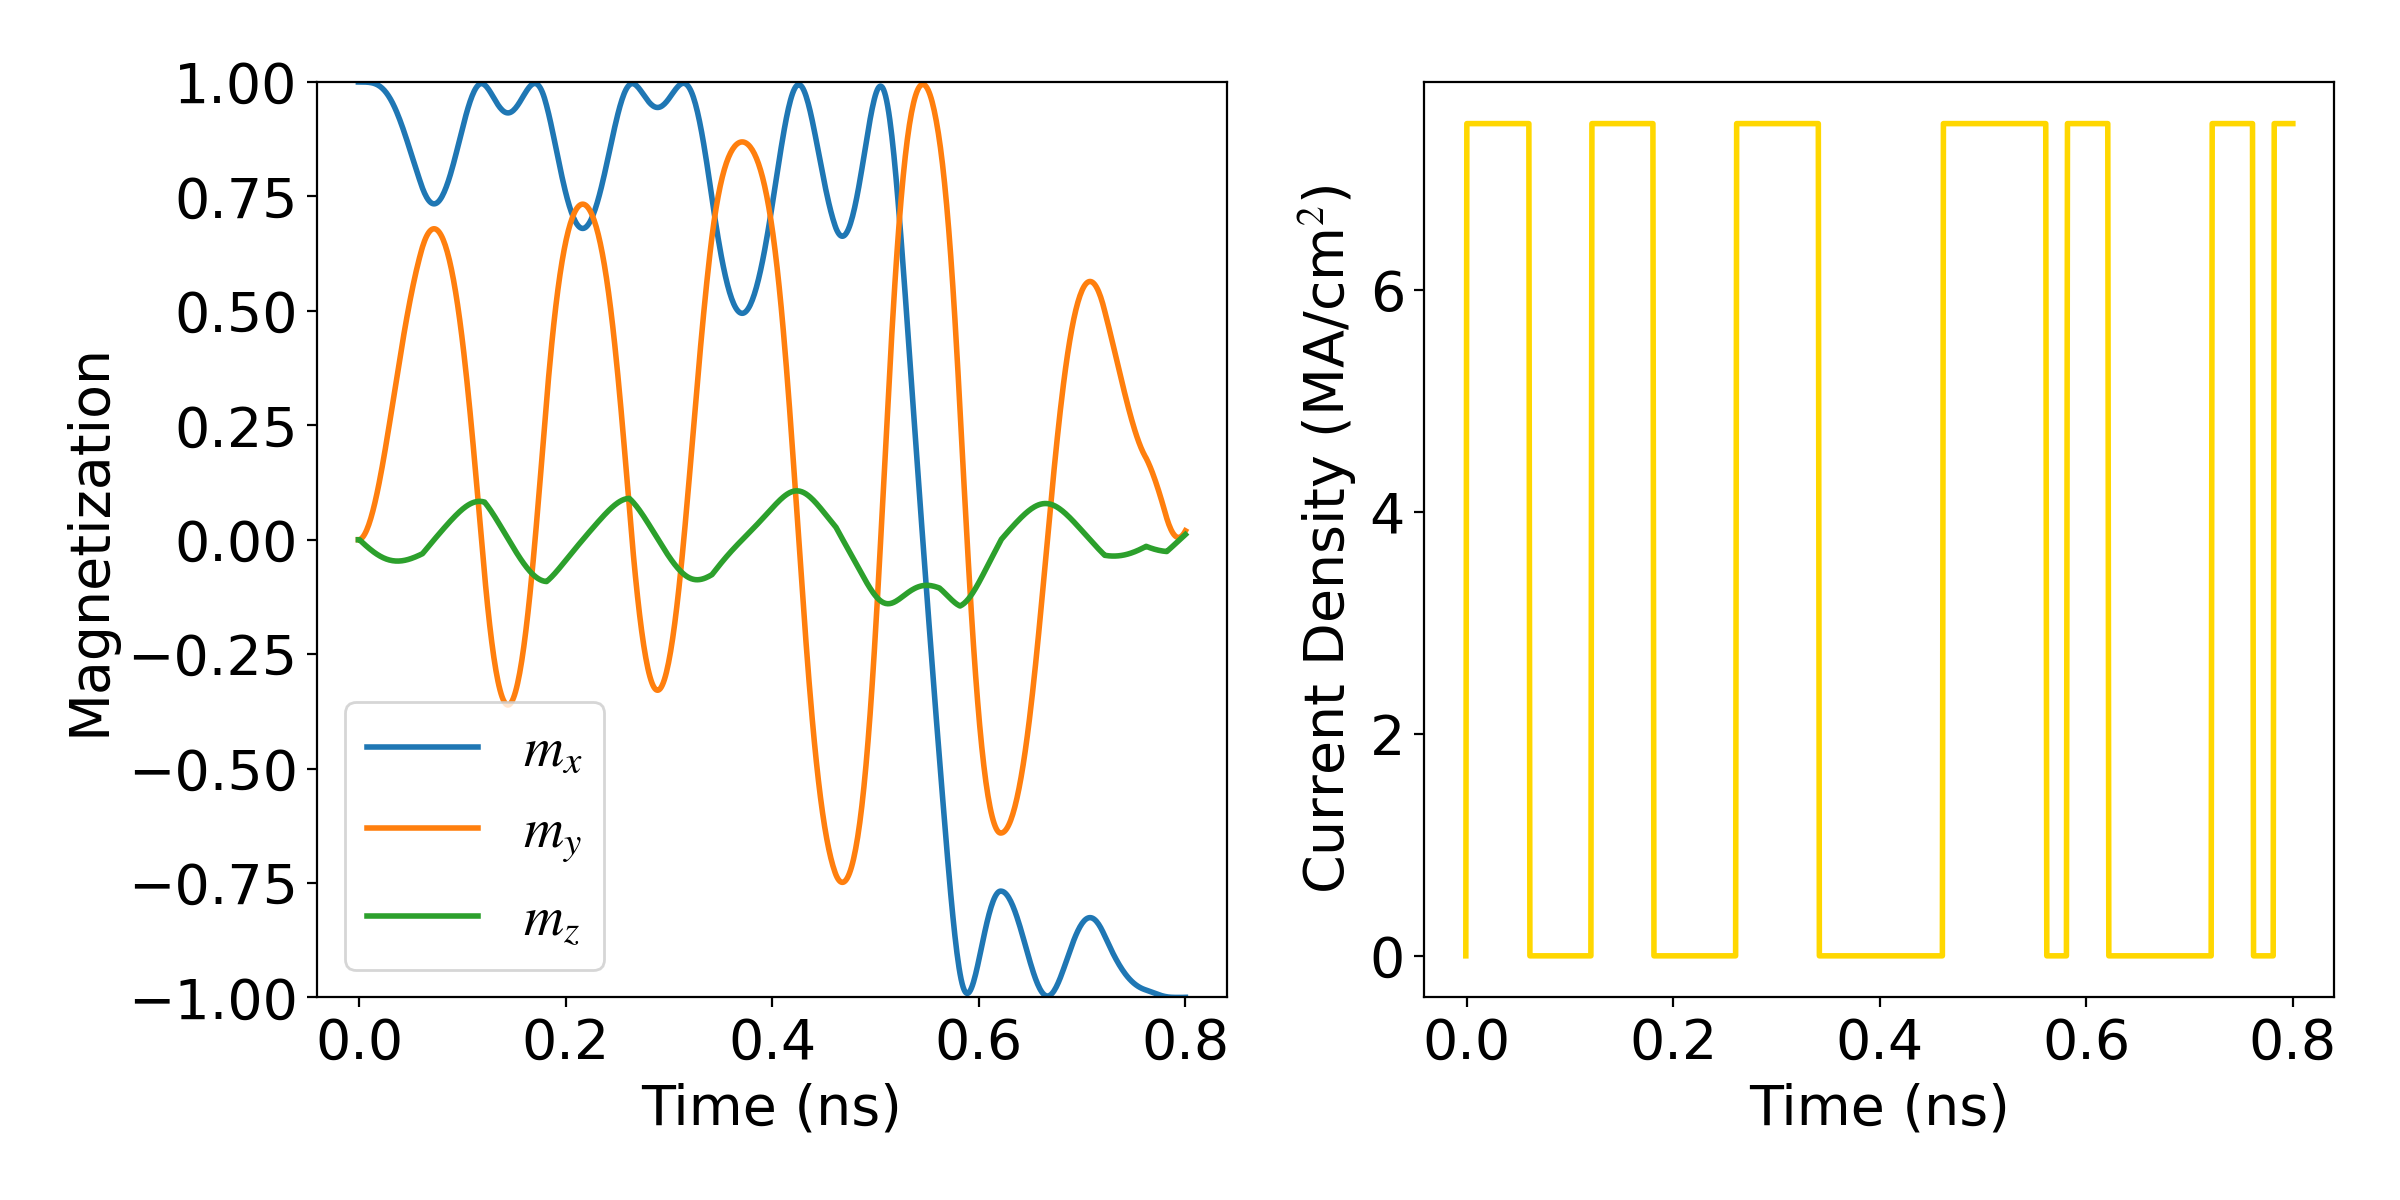 Magnetization
1.00
0.75
0.50
0.25
0.00
−0.25
−0.50
−0.75
−1.00
m_x
m_y
m_z
0.0 0.2 0.4 0.6 0.8
Time (ns)
Current Density (MA/cm²)
6
4
2
0
0.0 0.2 0.4 0.6 0.8
Time (ns)